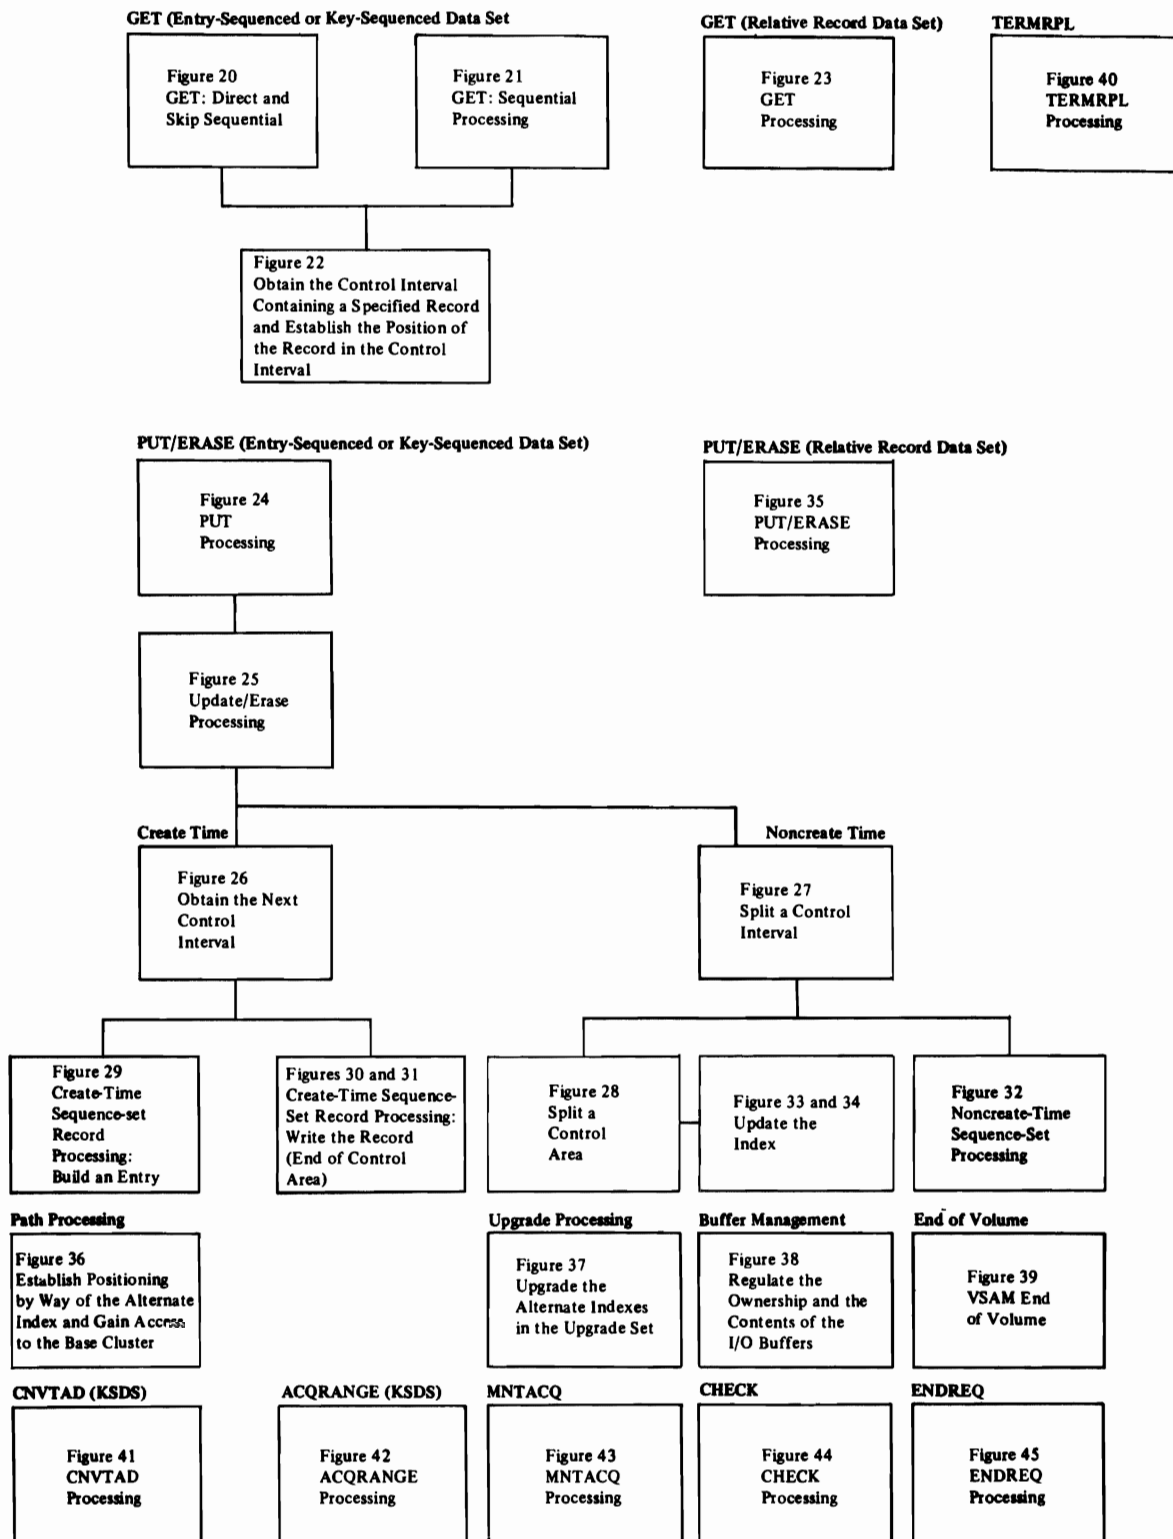 GET (Entry-Sequenced or Key-Sequenced Data Set
GET (Relative Record Data Set)
TERMRPL
Figure 20
GET: Direct and
Skip Sequential
Figure 21
GET: Sequential
Processing
Figure 23
GET
Processing
Figure 40
TERMRPL
Processing
Figure 22
Obtain the Control Interval
Containing a Specified Record
and Establish the Position of
the Record in the Control
Interval
PUT/ERASE (Entry-Sequenced or Key-Sequenced Data Set)
PUT/ERASE (Relative Record Data Set)
Figure 24
PUT
Processing
Figure 35
PUT/ERASE
Processing
Figure 25
Update/Erase
Processing
Create Time
Noncreate Time
Figure 26
Obtain the Next
Control
Interval
Figure 27
Split a Control
Interval
Figure 29
Create-Time
Sequence-set
Record
Processing:
Build an Entry
Figures 30 and 31
Create-Time Sequence-
Set Record Processing:
Write the Record
(End of Control
Area)
Figure 28
Split a
Control
Area
Figure 33 and 34
Update the
Index
Figure 32
Noncreate-Time
Sequence-Set
Processing
Path Processing
Upgrade Processing
Buffer Management
End of Volume
Figure 36
Establish Positioning
by Way of the Alternate
Index and Gain Access
to the Base Cluster
Figure 37
Upgrade the
Alternate Indexes
in the Upgrade Set
Figure 38
Regulate the
Ownership and the
Contents of the
I/O Buffers
Figure 39
VSAM End
of Volume
CNVTAD (KSDS)
ACQRANGE (KSDS)
MNTACQ
CHECK
ENDREQ
Figure 41
CNVTAD
Processing
Figure 42
ACQRANGE
Processing
Figure 43
MNTACQ
Processing
Figure 44
CHECK
Processing
Figure 45
ENDREQ
Processing